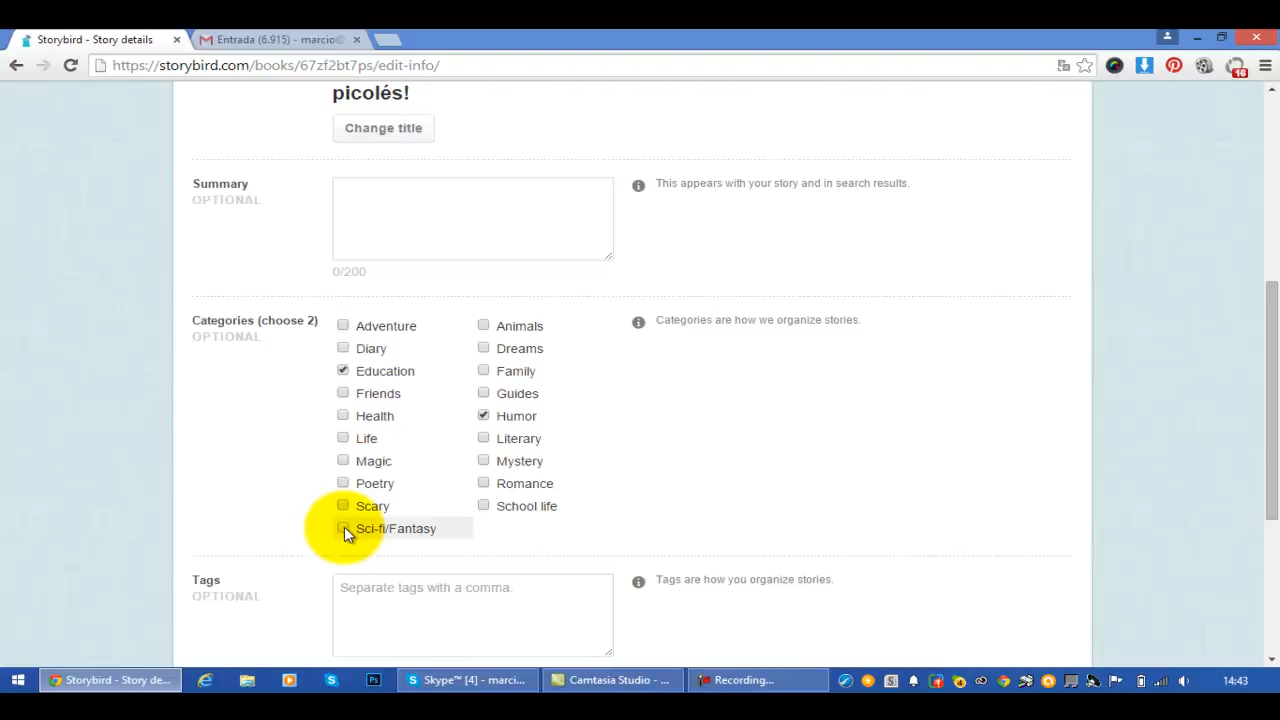 Storybird - Story details
Entrada (6.915) - marcio@
https://storybird.com/books/67zf2bt7ps/edit-info/
16
picolés!
Change title
Summary
OPTIONAL
This appears with your story and in search results.
0/200
Categories (choose 2)
OPTIONAL
Categories are how we organize stories.
Adventure
Animals
Diary
Dreams
Education
Family
Friends
Guides
Health
Humor
Life
Literary
Magic
Mystery
Poetry
Romance
Scary
School life
Sci-fi/Fantasy
Tags
OPTIONAL
Separate tags with a comma.
Tags are how you organize stories.
Storybird - Story de...
Skype™ [4] - marci...
Camtasia Studio - ...
Recording...
14:43